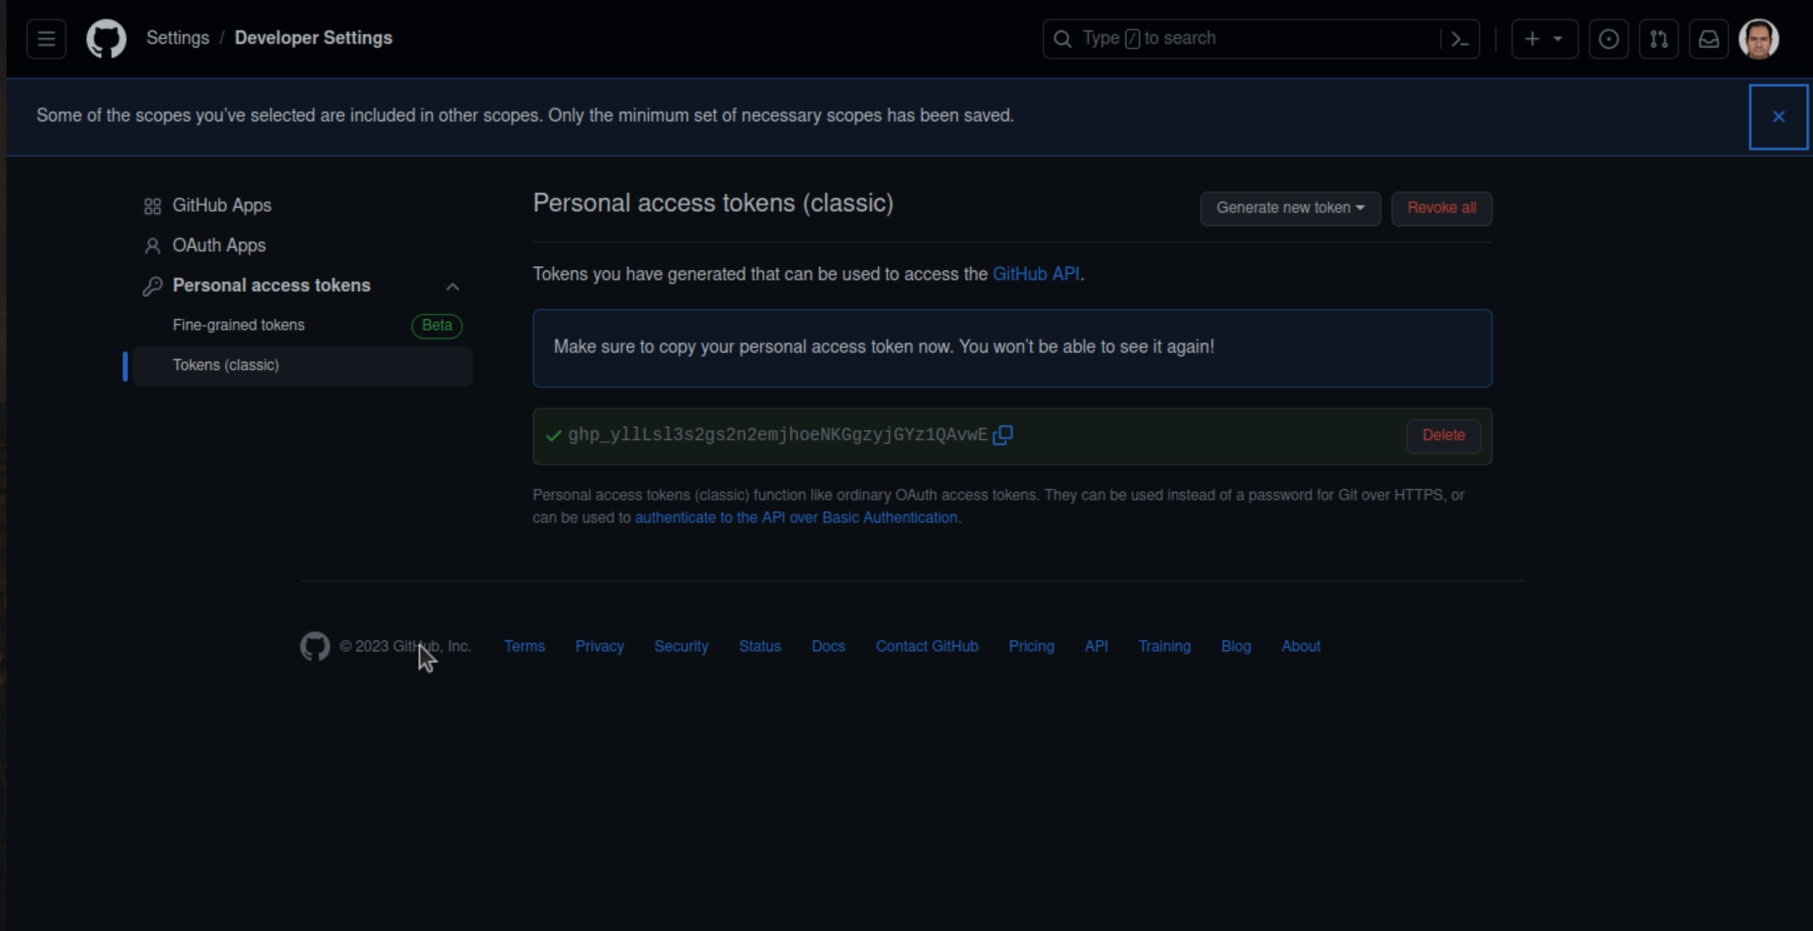 Settings / Developer Settings
Type / to search
Some of the scopes you've selected are included in other scopes. Only the minimum set of necessary scopes has been saved.
GitHub Apps
OAuth Apps
Personal access tokens
Fine-grained tokens Beta
Tokens (classic)
Personal access tokens (classic)
Generate new token
Revoke all
Tokens you have generated that can be used to access the GitHub API.
Make sure to copy your personal access token now. You won't be able to see it again!
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
Delete
Personal access tokens (classic) function like ordinary OAuth access tokens. They can be used instead of a password for Git over HTTPS, or
can be used to authenticate to the API over Basic Authentication.
© 2023 GitHub, Inc. Terms Privacy Security Status Docs Contact GitHub Pricing API Training Blog About